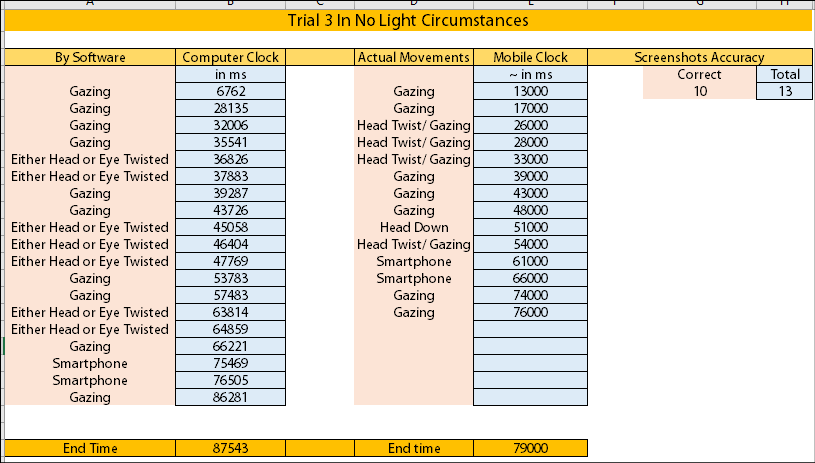 A B C D E F G H
Trial 3 In No Light Circumstances
By Software Computer Clock Actual Movements Mobile Clock Screenshots Accuracy
in ms ~ in ms Correct Total
Gazing 6762 Gazing 13000 10 13
Gazing 28135 Gazing 17000
Gazing 32006 Head Twist/ Gazing 26000
Gazing 35541 Head Twist/ Gazing 28000
Either Head or Eye Twisted 36826 Head Twist/ Gazing 33000
Either Head or Eye Twisted 37883 Gazing 39000
Gazing 39287 Gazing 43000
Gazing 43726 Gazing 48000
Either Head or Eye Twisted 45058 Head Down 51000
Either Head or Eye Twisted 46404 Head Twist/ Gazing 54000
Either Head or Eye Twisted 47769 Smartphone 61000
Gazing 53783 Smartphone 66000
Gazing 57483 Gazing 74000
Either Head or Eye Twisted 63814 Gazing 76000
Either Head or Eye Twisted 64859
Gazing 66221
Smartphone 75469
Smartphone 76505
Gazing 86281
End Time 87543 End time 79000